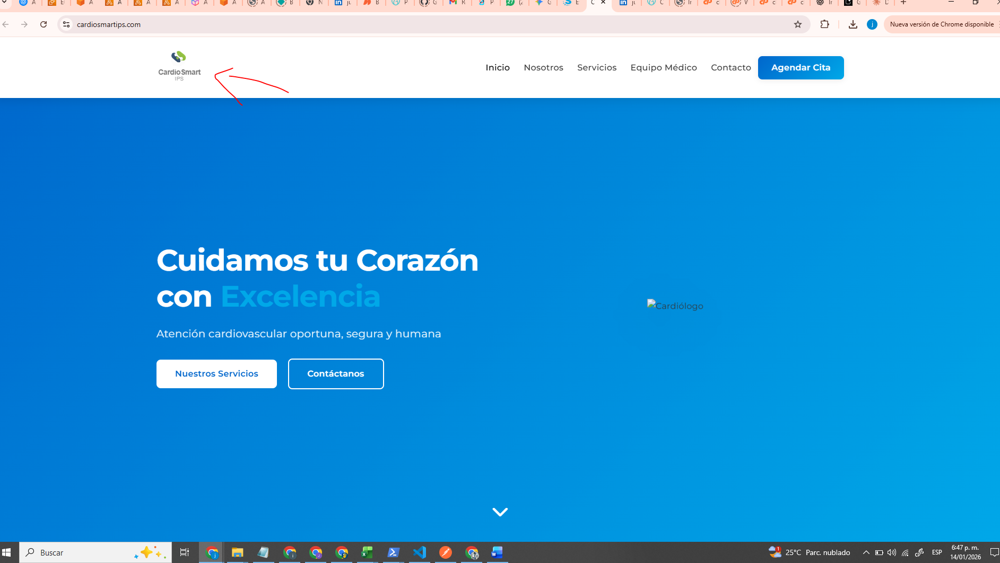 cardiosmartips.com
Nueva versión de Chrome disponible
CardioSmart
IPS
Inicio
Nosotros
Servicios
Equipo Médico
Contacto
Agendar Cita
Cuidamos tu Corazón
con Excelencia
Cardiólogo
Atención cardiovascular oportuna, segura y humana
Nuestros Servicios
Contáctanos
Buscar
25°C Parc. nublado
ESP
6:47 p. m.
14/01/2026